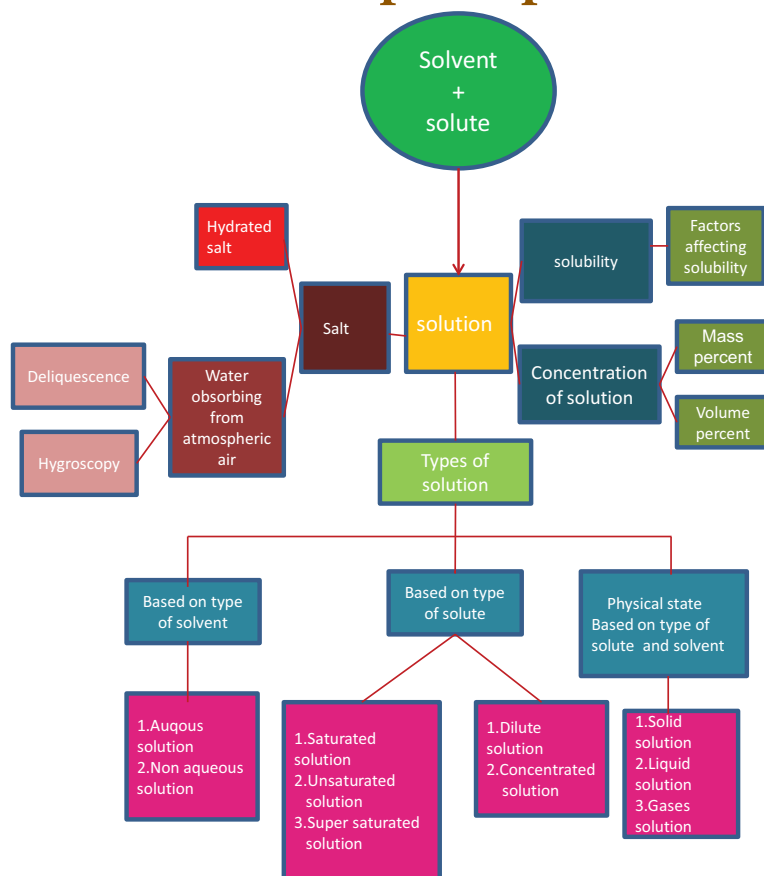 Solvent
+
solute
Hydrated
salt
solubility
Factors
affecting
solubility
Salt
solution
Mass
percent
Deliquescence
Water
obsorbing
from
atmospheric
air
Concentration
of solution
Volume
percent
Hygroscopy
Types of
solution
Based on type
of solvent
Based on type
of solute
Physical state
Based on type of
solute and solvent
1.Auqous
solution
2.Non aqueous
solution
1.Saturated
solution
2.Unsaturated
solution
3.Super saturated
solution
1.Dilute
solution
2.Concentrated
solution
1.Solid
solution
2.Liquid
solution
3.Gases
solution